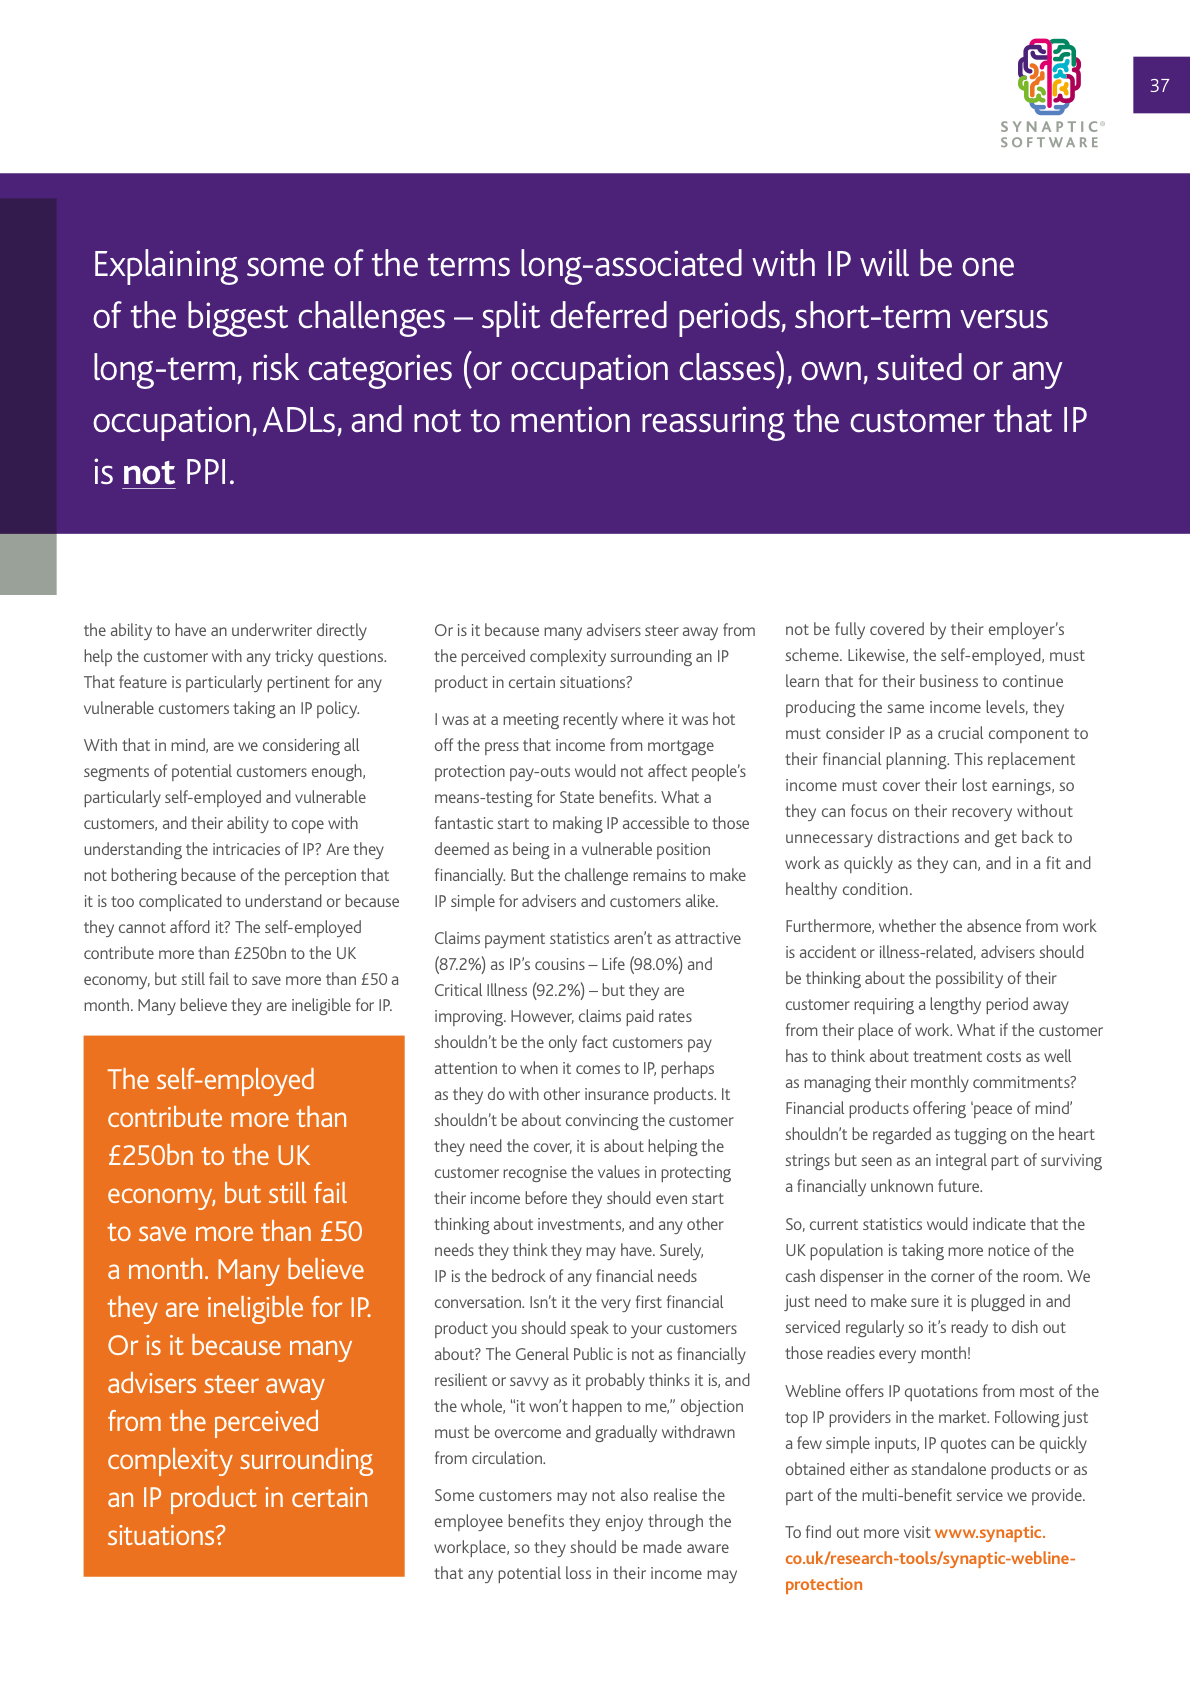 SYNAPTIC®
SOFTWARE
37
Explaining some of the terms long-associated with IP will be one
of the biggest challenges – split deferred periods, short-term versus
long-term, risk categories (or occupation classes), own, suited or any
occupation, ADLs, and not to mention reassuring the customer that IP
is not PPI.
the ability to have an underwriter directly
help the customer with any tricky questions.
That feature is particularly pertinent for any
vulnerable customers taking an IP policy.
With that in mind, are we considering all
segments of potential customers enough,
particularly self-employed and vulnerable
customers, and their ability to cope with
understanding the intricacies of IP? Are they
not bothering because of the perception that
it is too complicated to understand or because
they cannot afford it? The self-employed
contribute more than £250bn to the UK
economy, but still fail to save more than £50 a
month. Many believe they are ineligible for IP.
The self-employed
contribute more than
£250bn to the UK
economy, but still fail
to save more than £50
a month. Many believe
they are ineligible for IP.
Or is it because many
advisers steer away
from the perceived
complexity surrounding
an IP product in certain
situations?
Or is it because many advisers steer away from
the perceived complexity surrounding an IP
product in certain situations?
I was at a meeting recently where it was hot
off the press that income from mortgage
protection pay-outs would not affect people’s
means-testing for State benefits. What a
fantastic start to making IP accessible to those
deemed as being in a vulnerable position
financially. But the challenge remains to make
IP simple for advisers and customers alike.
Claims payment statistics aren’t as attractive
(87.2%) as IP’s cousins – Life (98.0%) and
Critical Illness (92.2%) – but they are
improving. However, claims paid rates
shouldn’t be the only fact customers pay
attention to when it comes to IP, perhaps
as they do with other insurance products. It
shouldn’t be about convincing the customer
they need the cover, it is about helping the
customer recognise the values in protecting
their income before they should even start
thinking about investments, and any other
needs they think they may have. Surely,
IP is the bedrock of any financial needs
conversation. Isn’t it the very first financial
product you should speak to your customers
about? The General Public is not as financially
resilient or savvy as it probably thinks it is, and
the whole, “it won’t happen to me,” objection
must be overcome and gradually withdrawn
from circulation.
Some customers may not also realise the
employee benefits they enjoy through the
workplace, so they should be made aware
that any potential loss in their income may
not be fully covered by their employer’s
scheme. Likewise, the self-employed, must
learn that for their business to continue
producing the same income levels, they
must consider IP as a crucial component to
their financial planning. This replacement
income must cover their lost earnings, so
they can focus on their recovery without
unnecessary distractions and get back to
work as quickly as they can, and in a fit and
healthy condition.
Furthermore, whether the absence from work
is accident or illness-related, advisers should
be thinking about the possibility of their
customer requiring a lengthy period away
from their place of work. What if the customer
has to think about treatment costs as well
as managing their monthly commitments?
Financial products offering ‘peace of mind’
shouldn’t be regarded as tugging on the heart
strings but seen as an integral part of surviving
a financially unknown future.
So, current statistics would indicate that the
UK population is taking more notice of the
cash dispenser in the corner of the room. We
just need to make sure it is plugged in and
serviced regularly so it’s ready to dish out
those readies every month!
Webline offers IP quotations from most of the
top IP providers in the market. Following just
a few simple inputs, IP quotes can be quickly
obtained either as standalone products or as
part of the multi-benefit service we provide.
To find out more visit www.synaptic.
co.uk/research-tools/synaptic-webline-
protection